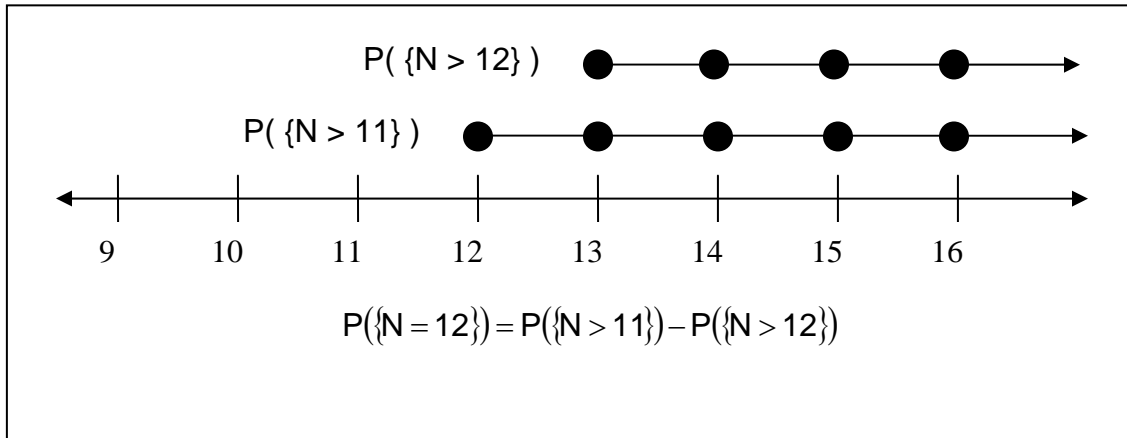 P( {N > 12} )
P( {N > 11} )
9 10 11 12 13 14 15 16
P({N = 12}) = P({N > 11}) − P({N > 12})